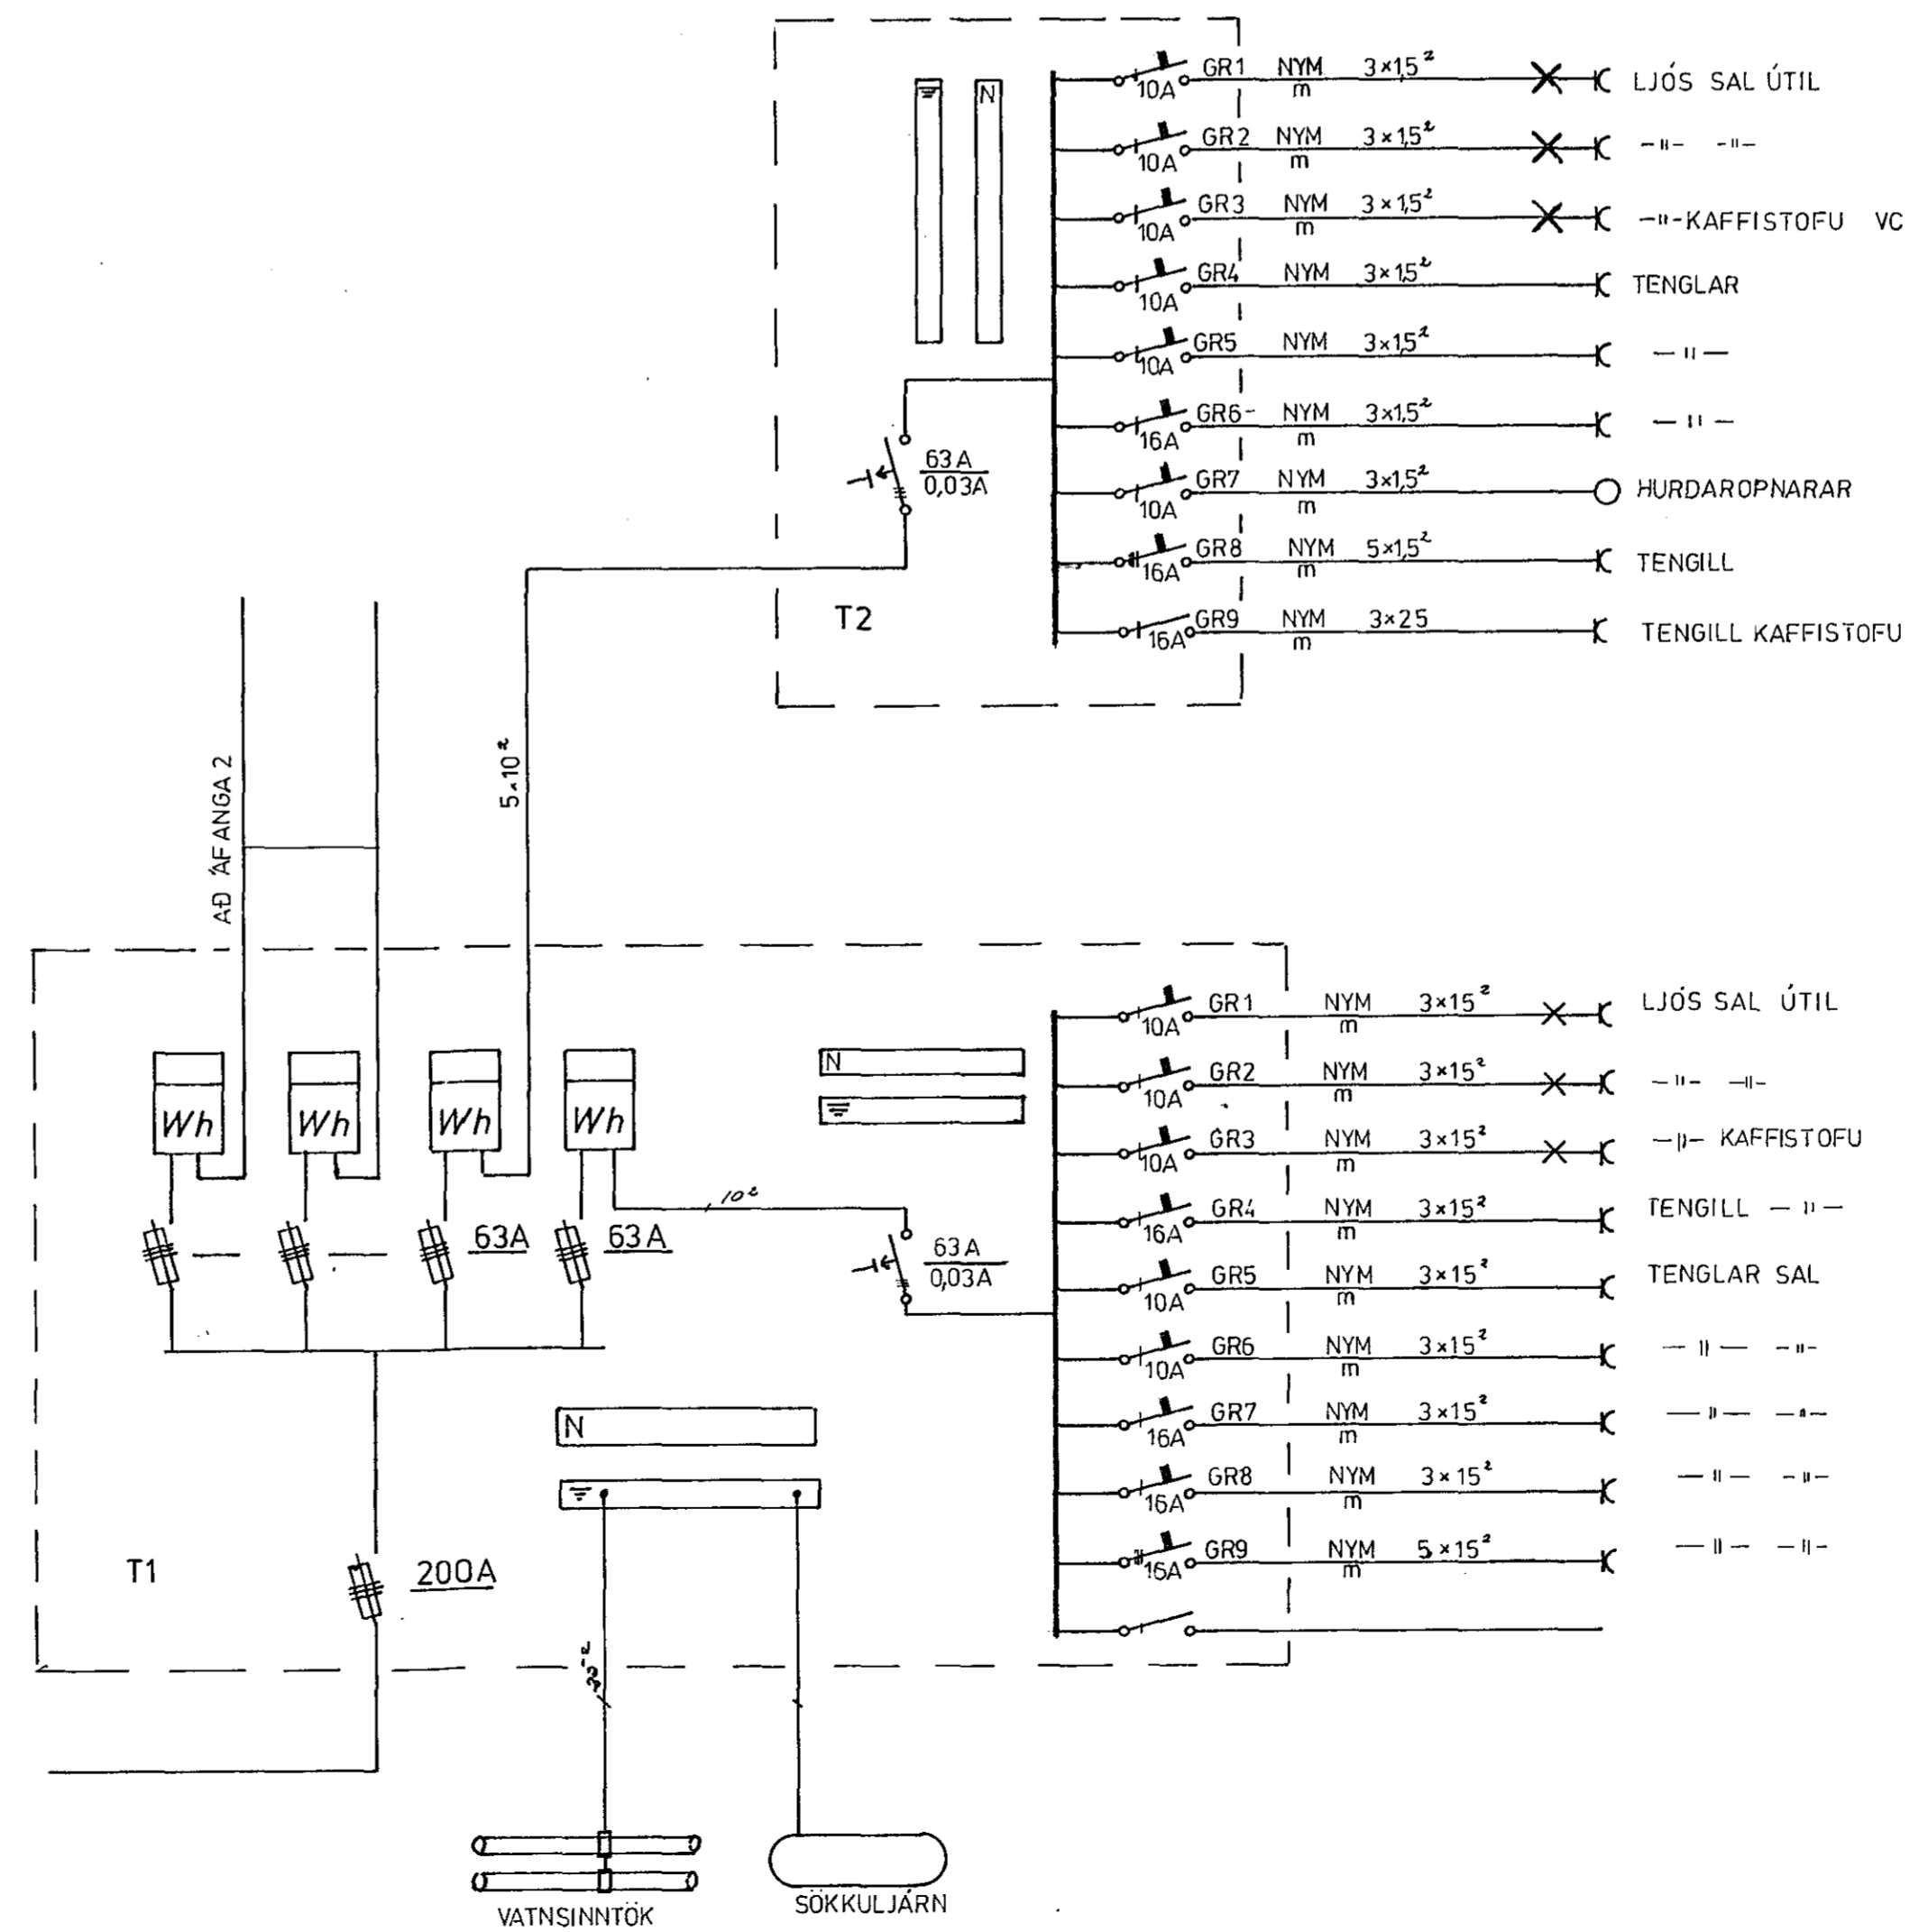 GR1 NYM 3×1,5² LJÓS SAL ÚTIL
10A m
N
GR2 NYM 3×1,5² -"- -"-
10A m
GR3 NYM 3×1,5² -"- KAFFISTOFU VC
10A m
GR4 NYM 3×1,5² TENGLAR
10A m
GR5 NYM 3×1,5² -"-
10A m
GR6 NYM 3×1,5² -"-
16A m
63A
0,03A
GR7 NYM 3×1,5² HURDAROPNARAR
10A m
GR8 NYM 5×1,5² TENGILL
16A m
T2
GR9 NYM 3×25 TENGILL KAFFISTOFU
16A m
AÐ ÁFANGA 2
5×10²
GR1 NYM 3×15² LJÓS SAL ÚTIL
10A m
N
GR2 NYM 3×15² -"- -"-
10A m
Wh Wh Wh Wh
GR3 NYM 3×15² -"- KAFFISTOFU
10A m
10²
GR4 NYM 3×15² TENGILL -"-
16A m
63A 63A
63A
0,03A
GR5 NYM 3×15² TENGLAR SAL
10A m
GR6 NYM 3×15² -"- -"-
10A m
N
GR7 NYM 3×15² -"- -"-
16A m
GR8 NYM 3×15² -"- -"-
16A m
GR9 NYM 5×15² -"- -"-
16A m
T1
200A
VATNSINNTÖK
SÖKKULJÁRN